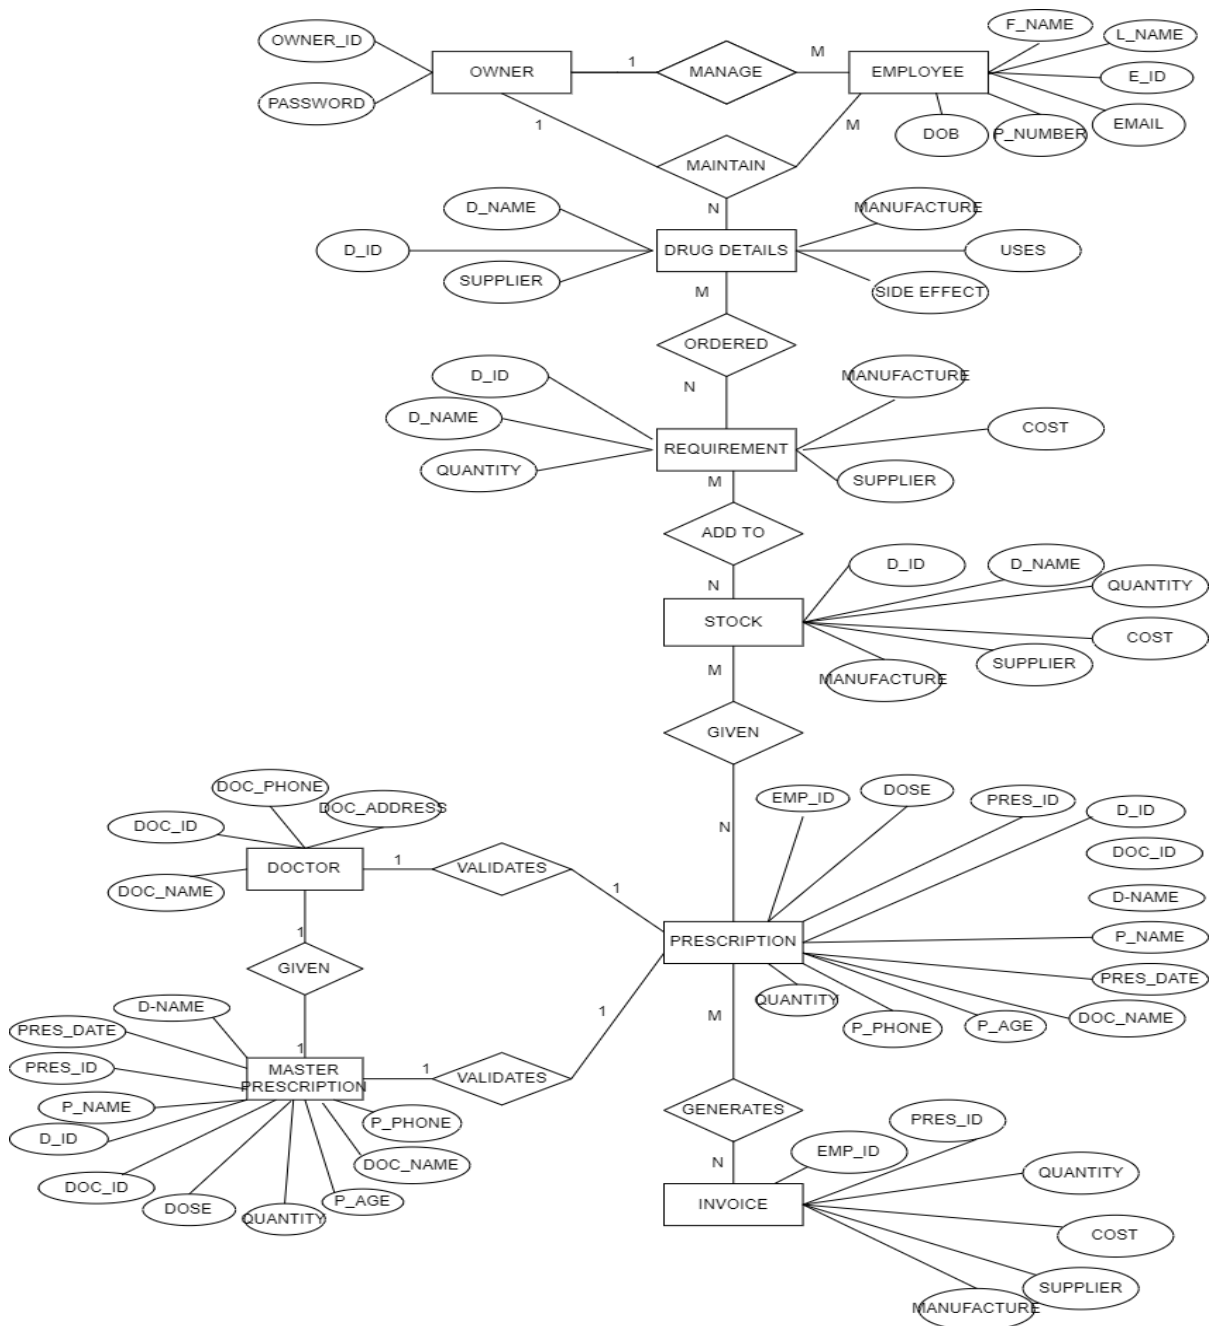 F_NAME
L_NAME
OWNER_ID
OWNER
1
MANAGE
M
EMPLOYEE
E_ID
PASSWORD
1
M
DOB
P_NUMBER
EMAIL
MAINTAIN
D_NAME
N
MANUFACTURE
D_ID
DRUG DETAILS
USES
SUPPLIER
M
SIDE EFFECT
ORDERED
D_ID
N
MANUFACTURE
D_NAME
COST
REQUIREMENT
QUANTITY
M
SUPPLIER
ADD TO
D_ID
D_NAME
N
QUANTITY
STOCK
COST
M
SUPPLIER
MANUFACTURE
GIVEN
DOC_PHONE
EMP_ID
DOSE
PRES_ID
DOC_ADDRESS
D_ID
DOC_ID
N
DOC_ID
DOCTOR
1
VALIDATES
DOC_NAME
1
D-NAME
1
PRESCRIPTION
P_NAME
GIVEN
PRES_DATE
D-NAME
QUANTITY
1
M
P_PHONE
P_AGE
DOC_NAME
PRES_DATE
1
PRES_ID
MASTER
PRESCRIPTION
1
VALIDATES
P_NAME
P_PHONE
GENERATES
PRES_ID
D_ID
EMP_ID
DOC_ID
DOC_NAME
N
QUANTITY
DOSE
QUANTITY
P_AGE
INVOICE
COST
SUPPLIER
MANUFACTURE